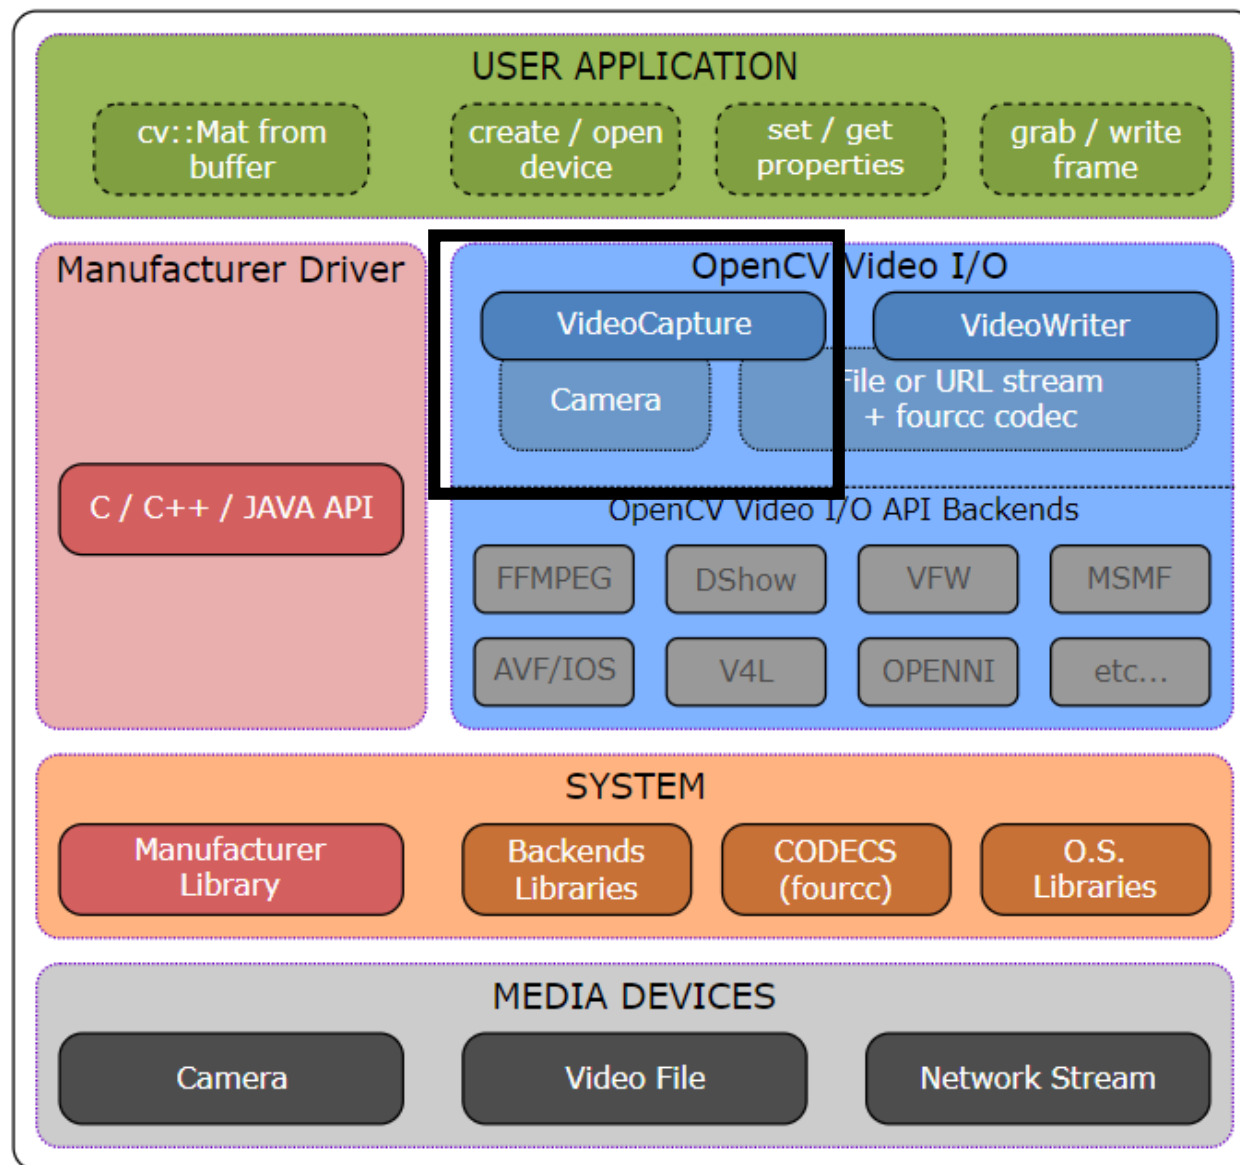 USER APPLICATION
cv::Mat from
buffer
create / open
device
set / get
properties
grab / write
frame
Manufacturer Driver
C / C++ / JAVA API
OpenCV Video I/O
VideoCapture
VideoWriter
Camera
File or URL stream
+ fourcc codec
OpenCV Video I/O API Backends
FFMPEG
DShow
VFW
MSMF
AVF/IOS
V4L
OPENNI
etc...
SYSTEM
Manufacturer
Library
Backends
Libraries
CODECS
(fourcc)
O.S.
Libraries
MEDIA DEVICES
Camera
Video File
Network Stream